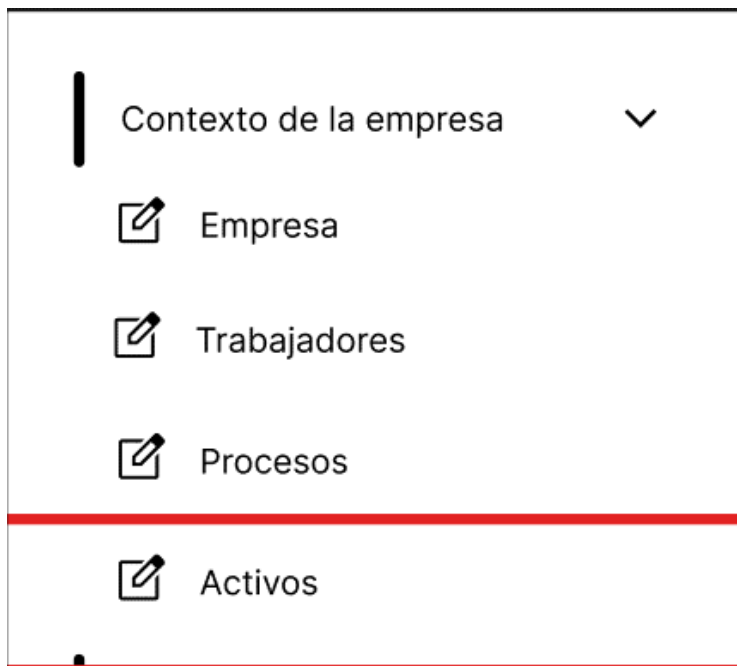 Contexto de la empresa
Empresa
Trabajadores
Procesos
Activos